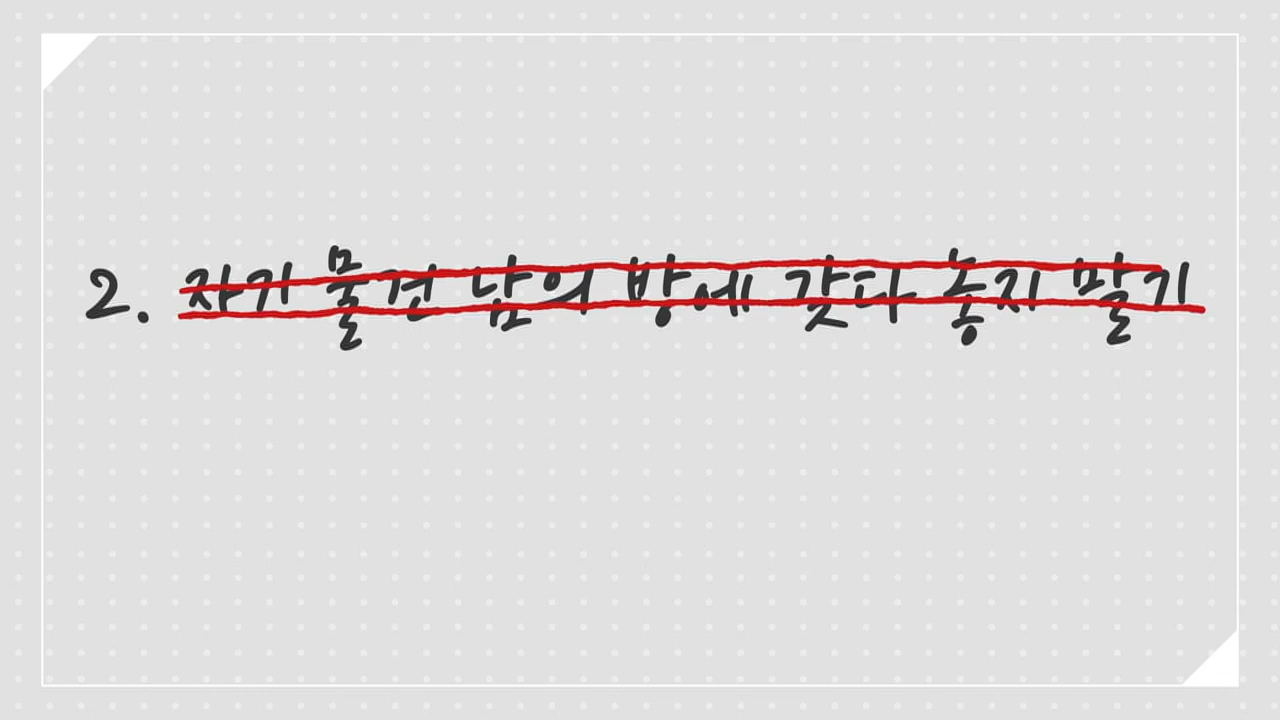 2. 자기 물건 남의 방에 갖다 놓지 말기